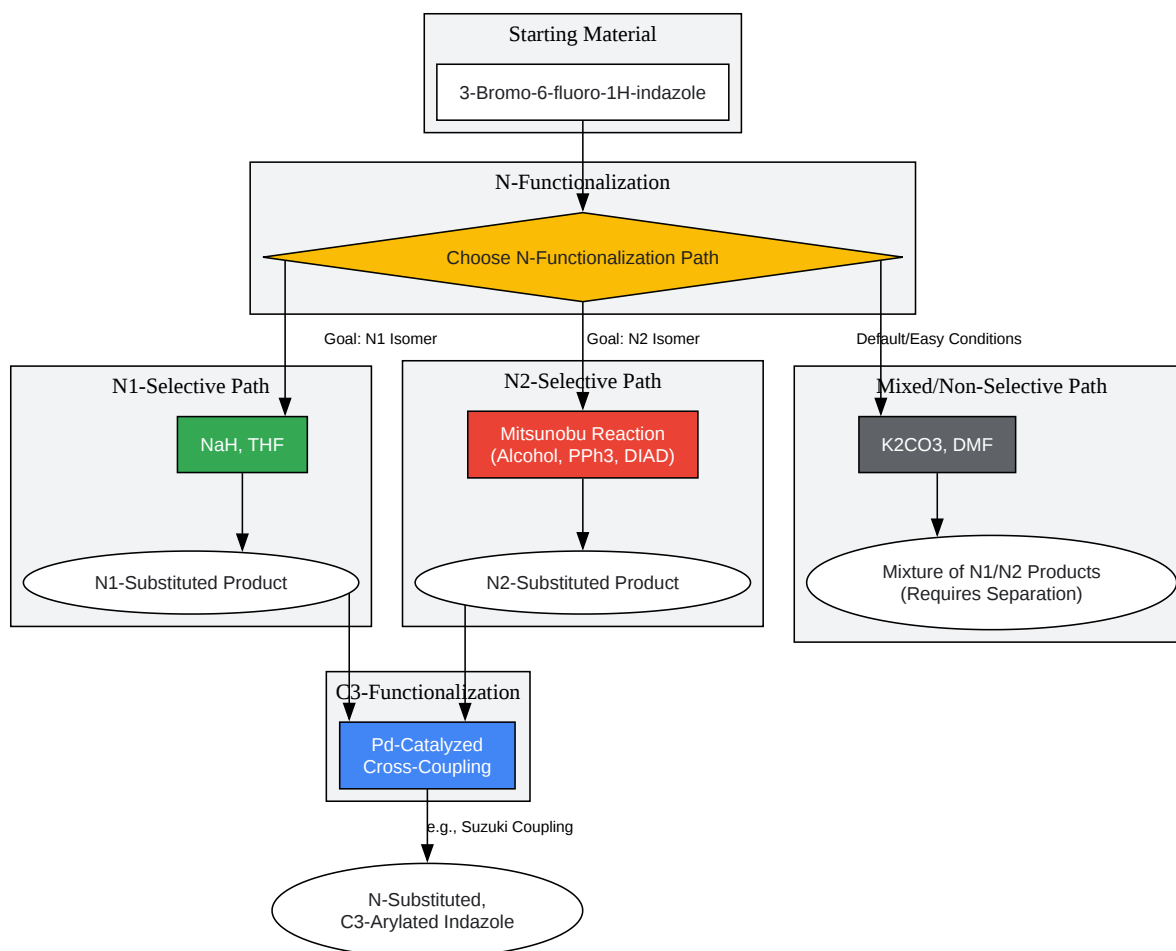 Starting Material
3-Bromo-6-fluoro-1H-indazole
N-Functionalization
Choose N-Functionalization Path
Goal: N1 Isomer
Goal: N2 Isomer
Default/Easy Conditions
N1-Selective Path
NaH, THF
N1-Substituted Product
N2-Selective Path
Mitsunobu Reaction
(Alcohol, PPh3, DIAD)
N2-Substituted Product
Mixed/Non-Selective Path
K2CO3, DMF
Mixture of N1/N2 Products
(Requires Separation)
C3-Functionalization
Pd-Catalyzed
Cross-Coupling
e.g., Suzuki Coupling
N-Substituted,
C3-Arylated Indazole